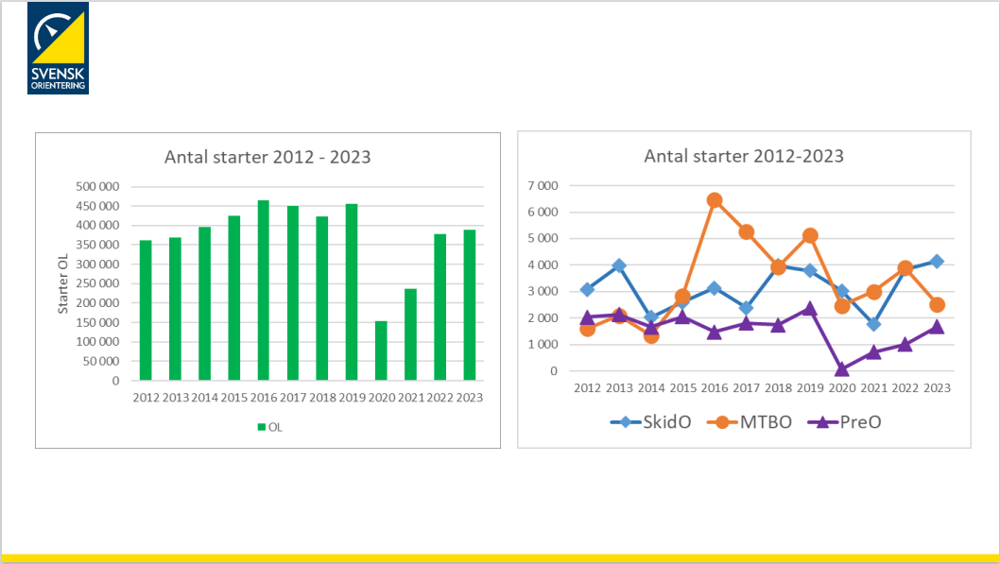 SVENSK
ORIENTERING
Antal starter 2012 - 2023
500 000
450 000
400 000
350 000
300 000
250 000
200 000
150 000
100 000
50 000
0
Starter OL
2012 2013 2014 2015 2016 2017 2018 2019 2020 2021 2022 2023
OL
Antal starter 2012-2023
7 000
6 000
5 000
4 000
3 000
2 000
1 000
0
2012 2013 2014 2015 2016 2017 2018 2019 2020 2021 2022 2023
SkidO MTBO PreO